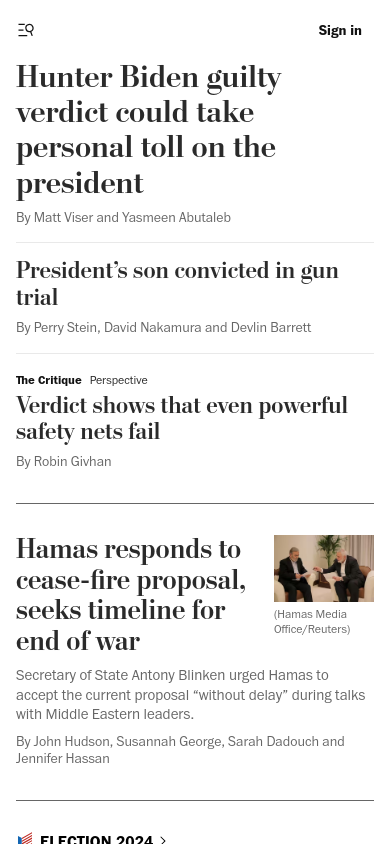 Sign in
Hunter Biden guilty
verdict could take
personal toll on the
president
By Matt Viser and Yasmeen Abutaleb
President’s son convicted in gun
trial
By Perry Stein, David Nakamura and Devlin Barrett
The Critique Perspective
Verdict shows that even powerful
safety nets fail
By Robin Givhan
Hamas responds to
cease-fire proposal,
seeks timeline for
end of war
(Hamas Media
Office/Reuters)
Secretary of State Antony Blinken urged Hamas to
accept the current proposal “without delay” during talks
with Middle Eastern leaders.
By John Hudson, Susannah George, Sarah Dadouch and
Jennifer Hassan
ELECTION 2024